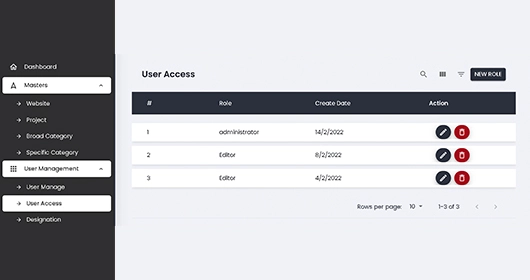 Dashboard
Masters
Website
Project
Broad Category
Specific Category
User Management
User Manage
User Access
Designation
User Access
NEW ROLE
# Role Create Date Action
1 administrator 14/2/2022
2 Editor 8/2/2022
3 Editor 4/2/2022
Rows per page: 10 1-3 of 3